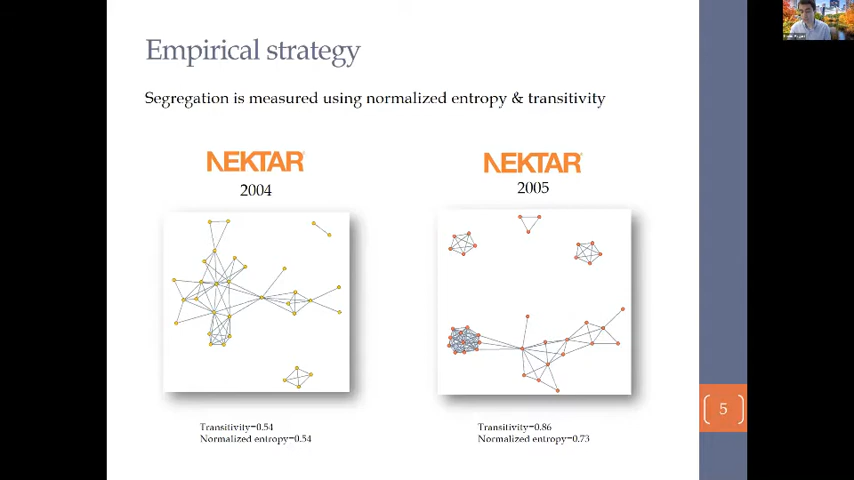 Empirical strategy
Segregation is measured using normalized entropy & transitivity
NEKTAR
2004
NEKTAR
2005
Transitivity=0.54
Normalized entropy=0.54
Transitivity=0.86
Normalized entropy=0.73
5